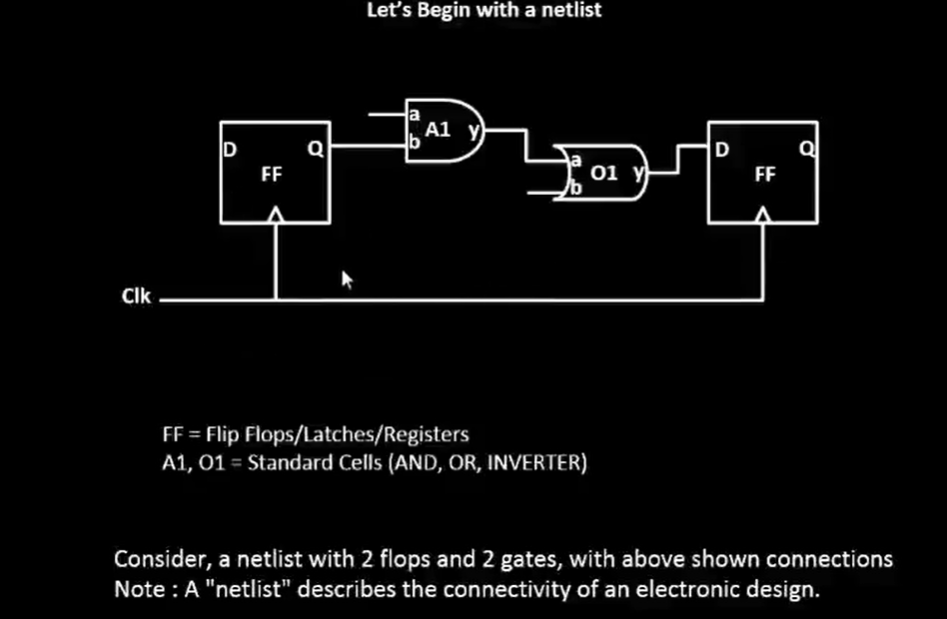 Let's Begin with a netlist
a
A1 y
b
D Q
FF
a
O1 y
b
D Q
FF
Clk
FF = Flip Flops/Latches/Registers
A1, O1 = Standard Cells (AND, OR, INVERTER)
Consider, a netlist with 2 flops and 2 gates, with above shown connections
Note : A "netlist" describes the connectivity of an electronic design.